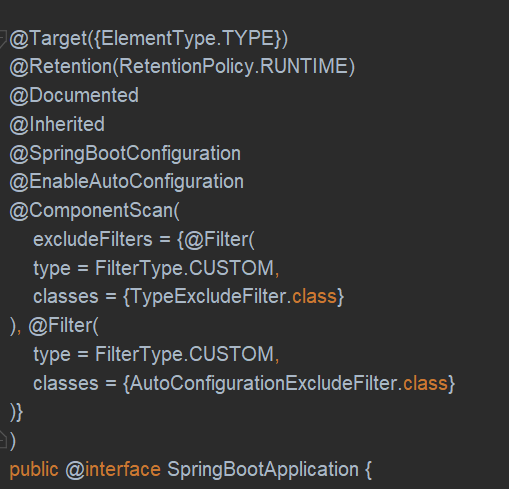 @Target({ElementType.TYPE})
@Retention(RetentionPolicy.RUNTIME)
@Documented
@Inherited
@SpringBootConfiguration
@EnableAutoConfiguration
@ComponentScan(
    excludeFilters = {@Filter(
    type = FilterType.CUSTOM,
    classes = {TypeExcludeFilter.class}
), @Filter(
    type = FilterType.CUSTOM,
    classes = {AutoConfigurationExcludeFilter.class}
)}
)
public @interface SpringBootApplication {